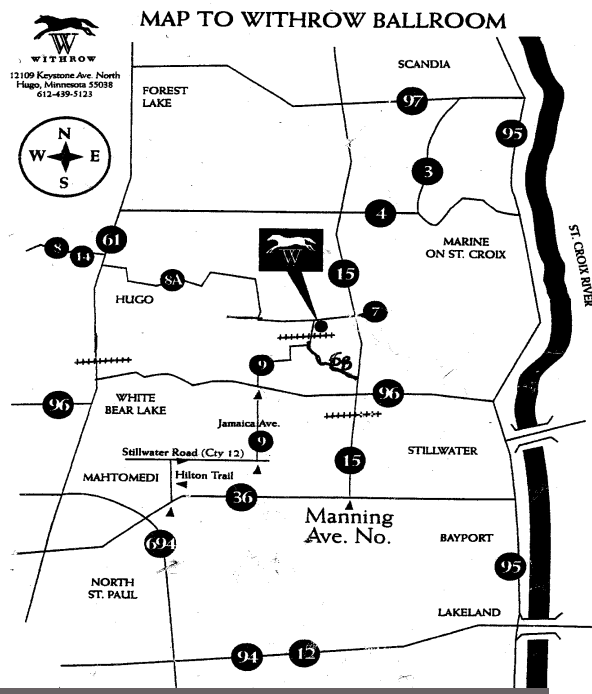 MAP TO WITHROW BALLROOM
W
WITHROW
12109 Keystone Ave. North
Hugo, Minnesota 55038
612-439-5123
SCANDIA
FOREST
LAKE
97
95
N
W E
S
3
4
61
8
14
W
MARINE
ON ST. CROIX
ST. CROIX RIVER
15
8A
HUGO
7
9
68
96
WHITE
BEAR LAKE
96
Jamaica Ave.
9
Stillwater Road (Cty 12)
STILLWATER
15
MAHTOMEDI
Hilton Trail
36
Manning
Ave. No.
694
BAYPORT
95
NORTH
ST. PAUL
LAKELAND
94
12